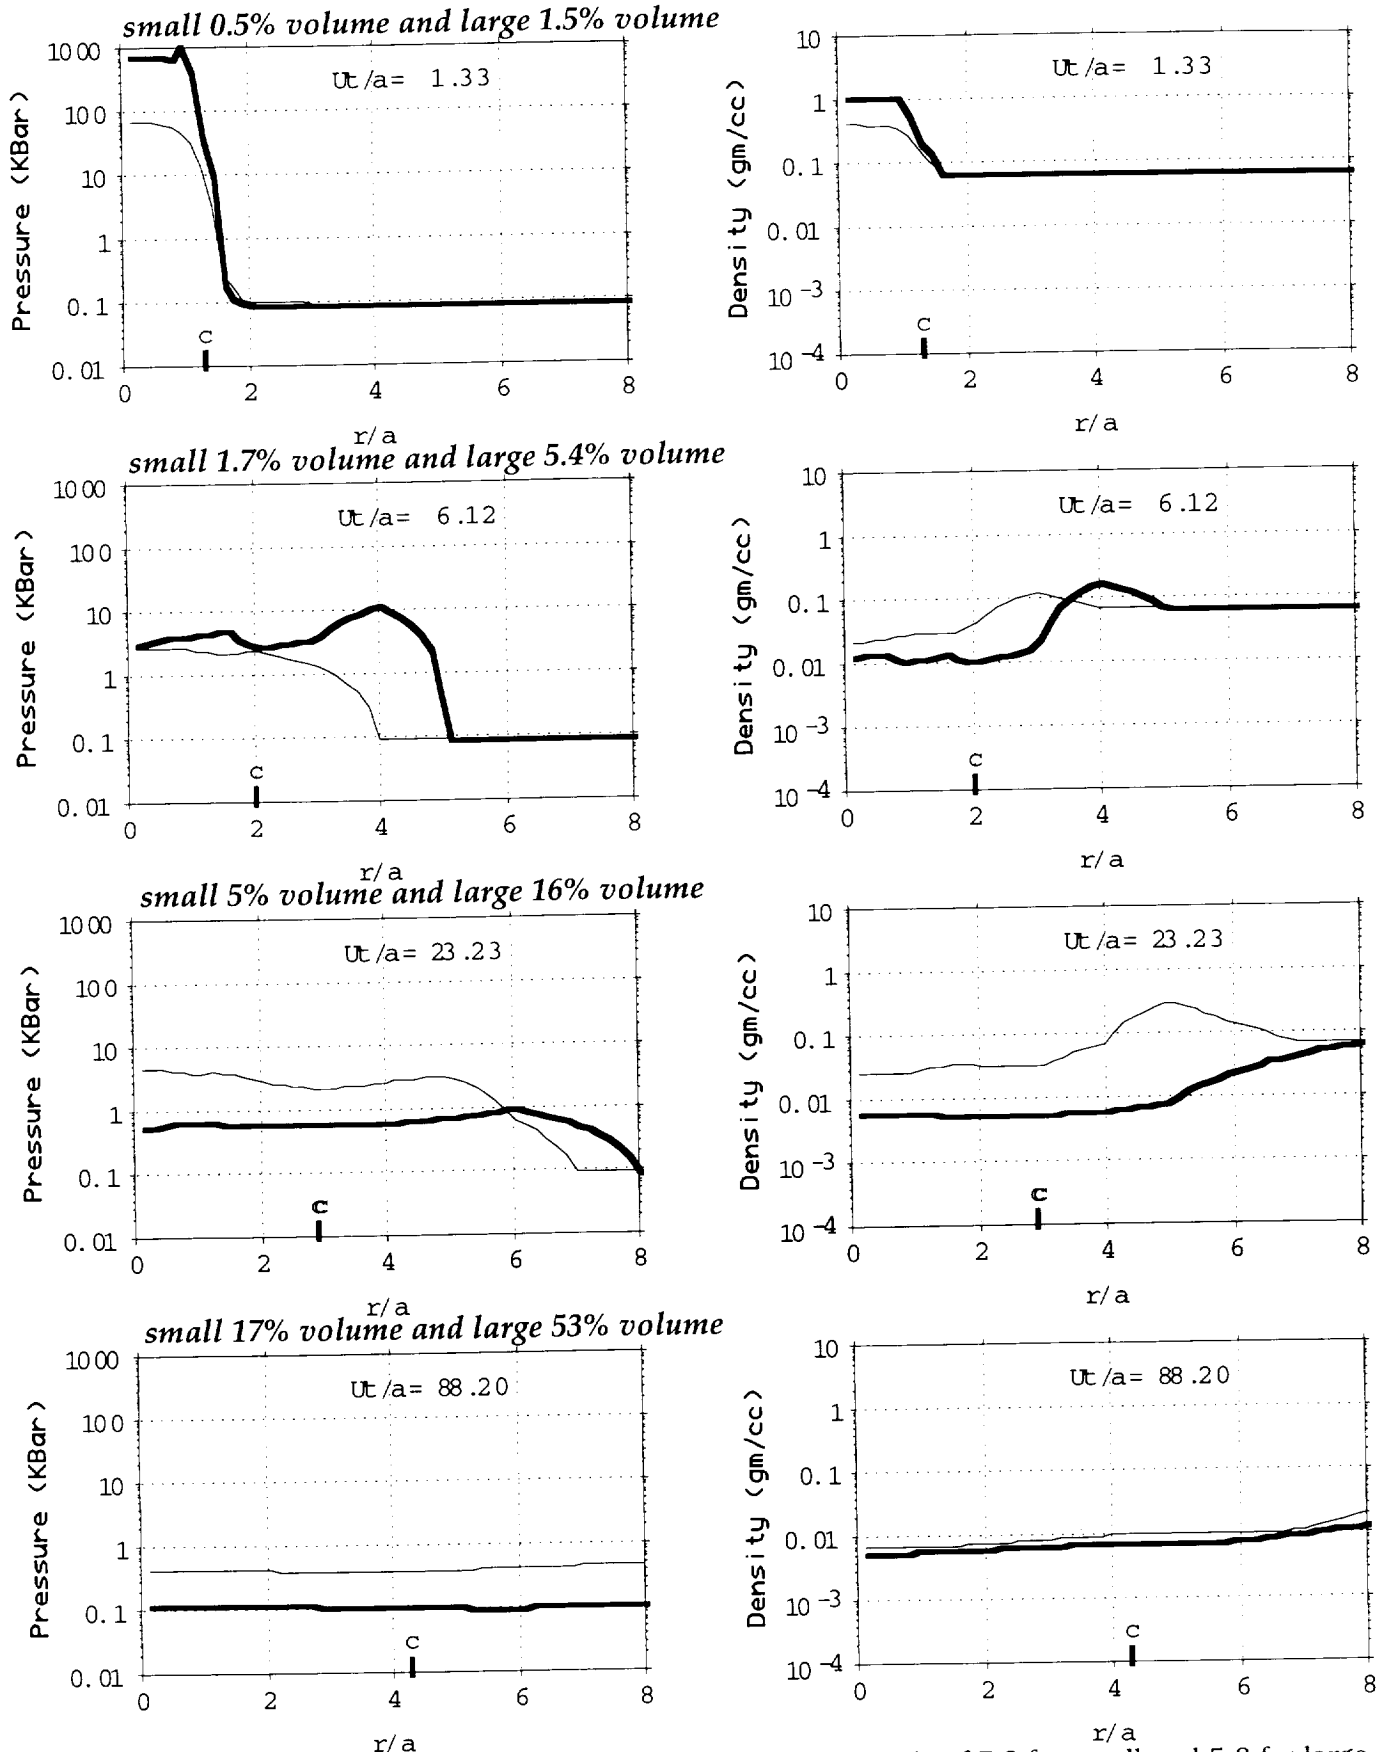 small 0.5% volume and large 1.5% volume
Ut/a= 1.33
Pressure (KBar)
1000
100
10
1
0.1
0.01
c
0 2 4 6 8
r/a
Ut/a= 1.33
Density (gm/cc)
10
1
0.1
0.01
10⁻³
10⁻⁴
c
0 2 4 6 8
r/a
small 1.7% volume and large 5.4% volume
Ut/a= 6.12
Pressure (KBar)
1000
100
10
1
0.1
0.01
c
0 2 4 6 8
r/a
Ut/a= 6.12
Density (gm/cc)
10
1
0.1
0.01
10⁻³
10⁻⁴
c
0 2 4 6 8
r/a
small 5% volume and large 16% volume
Ut/a= 23.23
Pressure (KBar)
1000
100
10
1
0.1
0.01
c
0 2 4 6 8
r/a
Ut/a= 23.23
Density (gm/cc)
10
1
0.1
0.01
10⁻³
10⁻⁴
c
0 2 4 6 8
r/a
small 17% volume and large 53% volume
Ut/a= 88.20
Pressure (KBar)
1000
100
10
1
0.1
0.01
c
0 2 4 6 8
r/a
Ut/a= 88.20
Density (gm/cc)
10
1
0.1
0.01
10⁻³
10⁻⁴
c
0 2 4 6 8
r/a